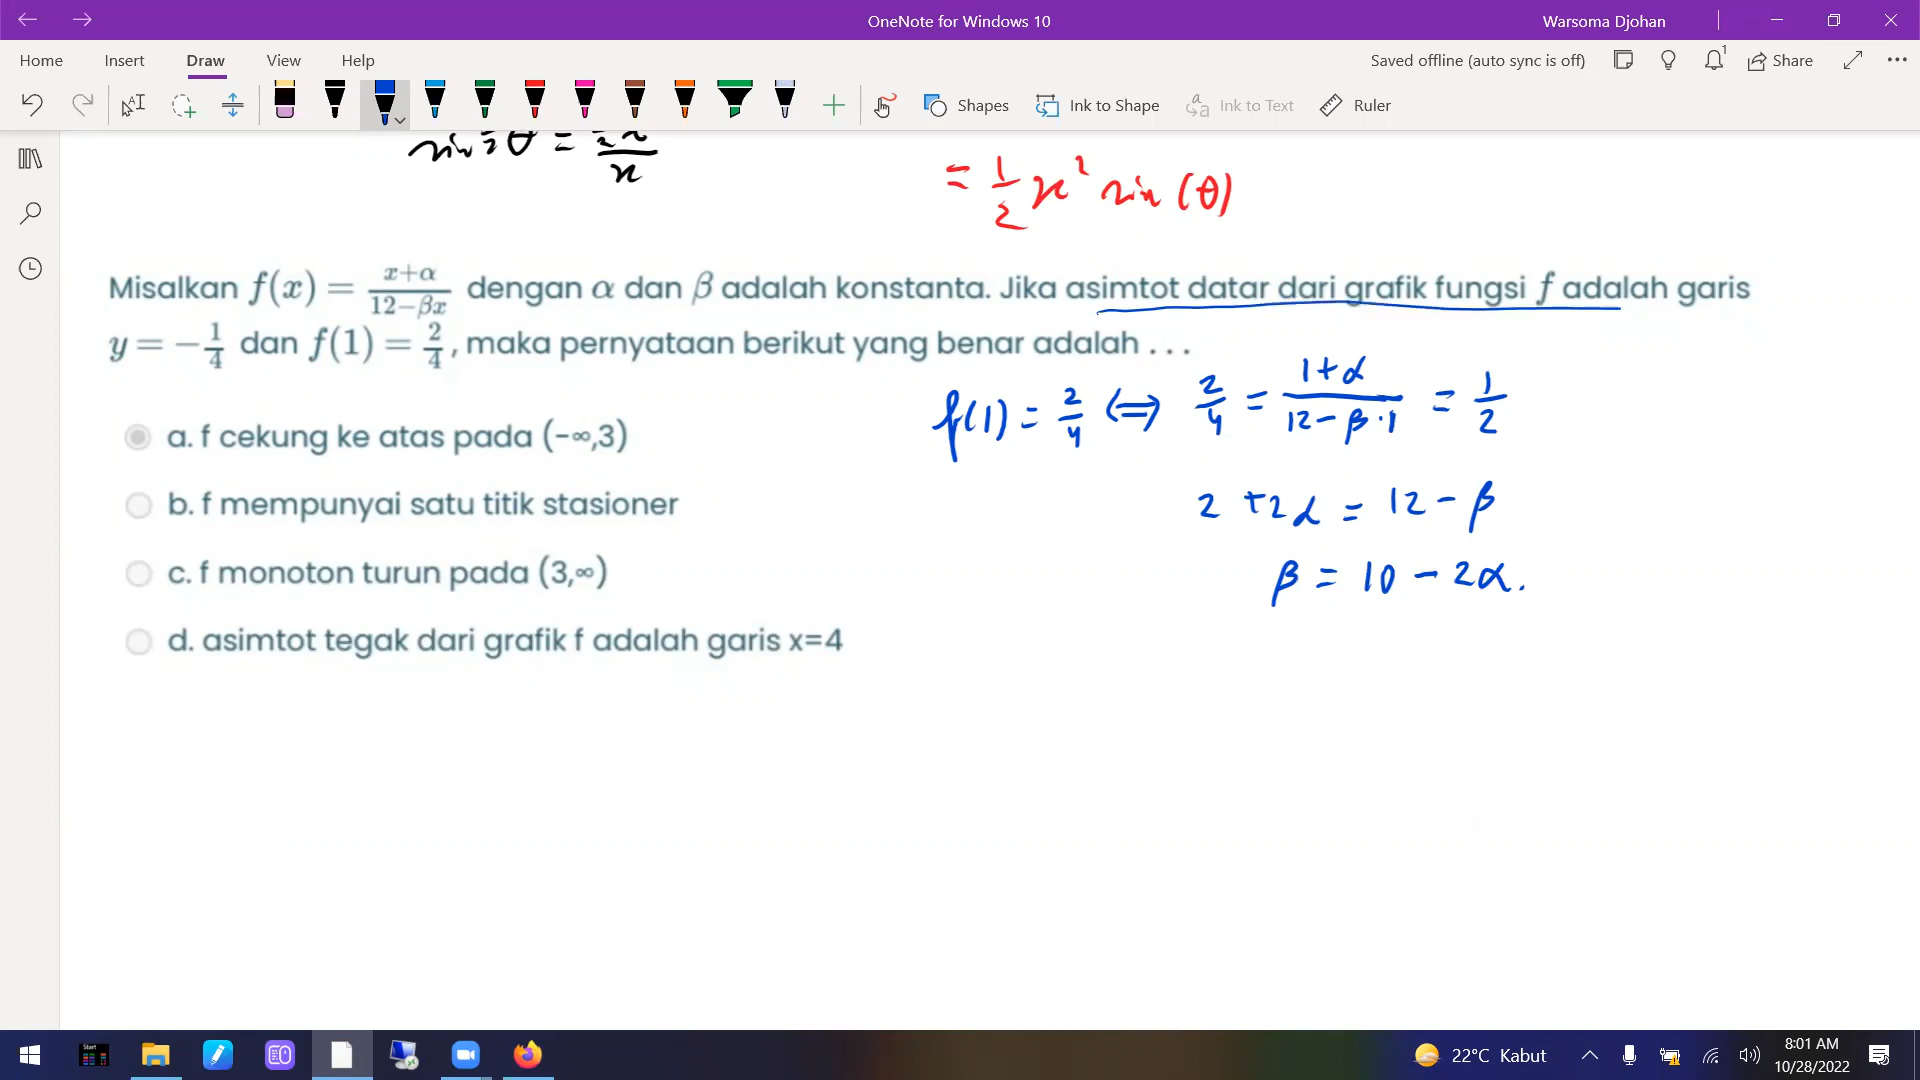 OneNote for Windows 10
Warsoma Djohan
Home Insert Draw View Help
Saved offline (auto sync is off) 1 Share
Shapes Ink to Shape Ink to Text Ruler
= 1/2 x² sin (θ)
Misalkan f(x) = (x+α)/(12−βx) dengan α dan β adalah konstanta. Jika asimtot datar dari grafik fungsi f adalah garis
y = −1/4 dan f(1) = 2/4, maka pernyataan berikut yang benar adalah . . .
f(1) = 2/4 ⟺ 2/4 = (1+α)/(12−β·1) = 1/2
a. f cekung ke atas pada (-∞,3)
b. f mempunyai satu titik stasioner
2 + 2α = 12 − β
c. f monoton turun pada (3,∞)
β = 10 − 2α.
d. asimtot tegak dari grafik f adalah garis x=4
Start
22°C Kabut
8:01 AM
10/28/2022